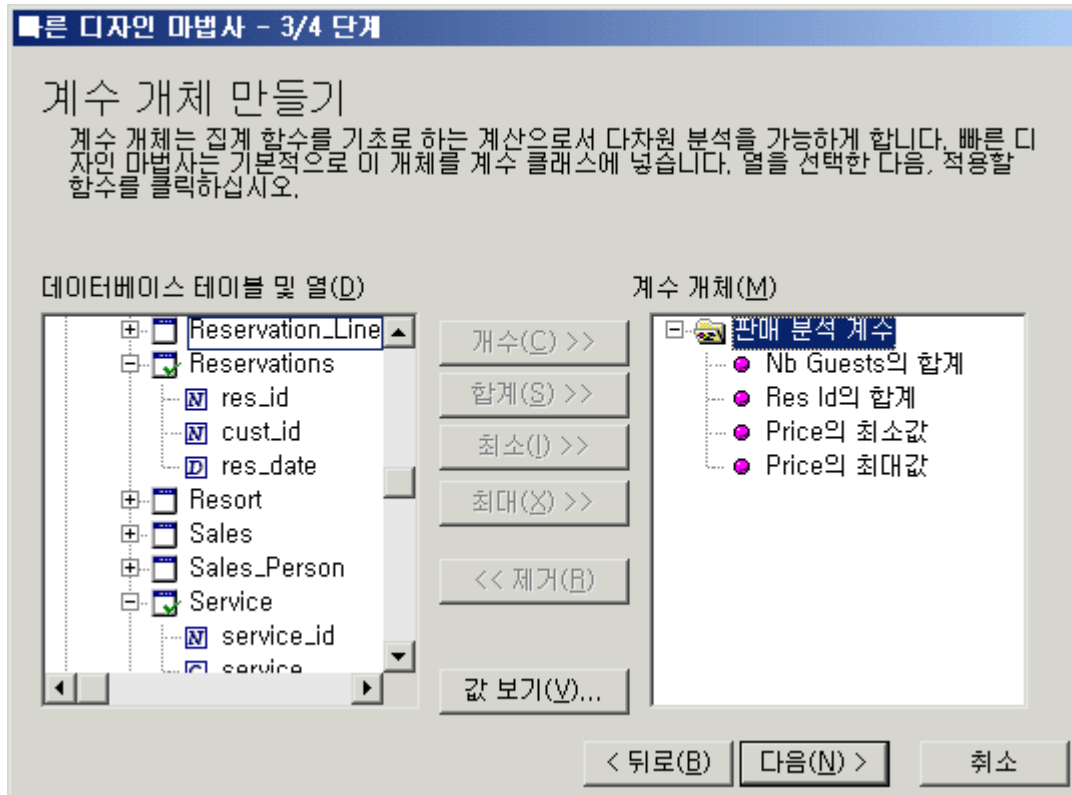 빠른 디자인 마법사 - 3/4 단계
계수 개체 만들기
계수 개체는 집계 함수를 기초로 하는 계산으로서 다차원 분석을 가능하게 합니다. 빠른 디
자인 마법사는 기본적으로 이 개체를 계수 클래스에 넣습니다. 열을 선택한 다음, 적용할
함수를 클릭하십시오.
데이터베이스 테이블 및 열(D)
Reservation_Line
Reservations
N res_id
N cust_id
D res_date
Resort
Sales
Sales_Person
Service
N service_id
C service
개수(C) >>
합계(S) >>
최소(I) >>
최대(X) >>
<< 제거(R)
값 보기(V)...
계수 개체(M)
판매 분석 계수
Nb Guests의 합계
Res Id의 합계
Price의 최소값
Price의 최대값
< 뒤로(B)
다음(N) >
취소